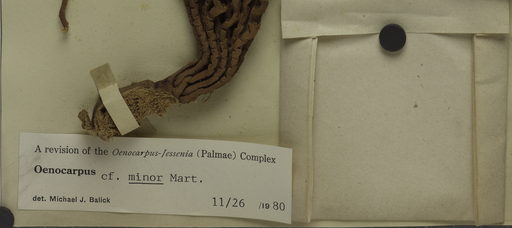 A revision of the Oenocarpus-Jessenia (Palmae) Complex
Oenocarpus cf. minor Mart.
det. Michael J. Balick 11/26 /19 80